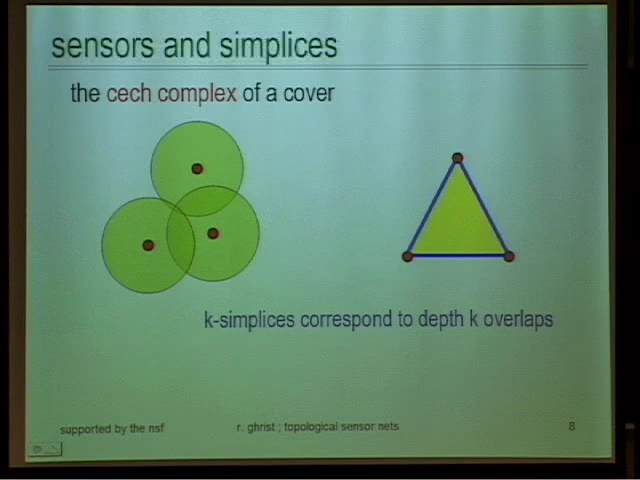 sensors and simplices
the cech complex of a cover
k-simplices correspond to depth k overlaps
supported by the nsf
r. ghrist ; topological sensor nets
8